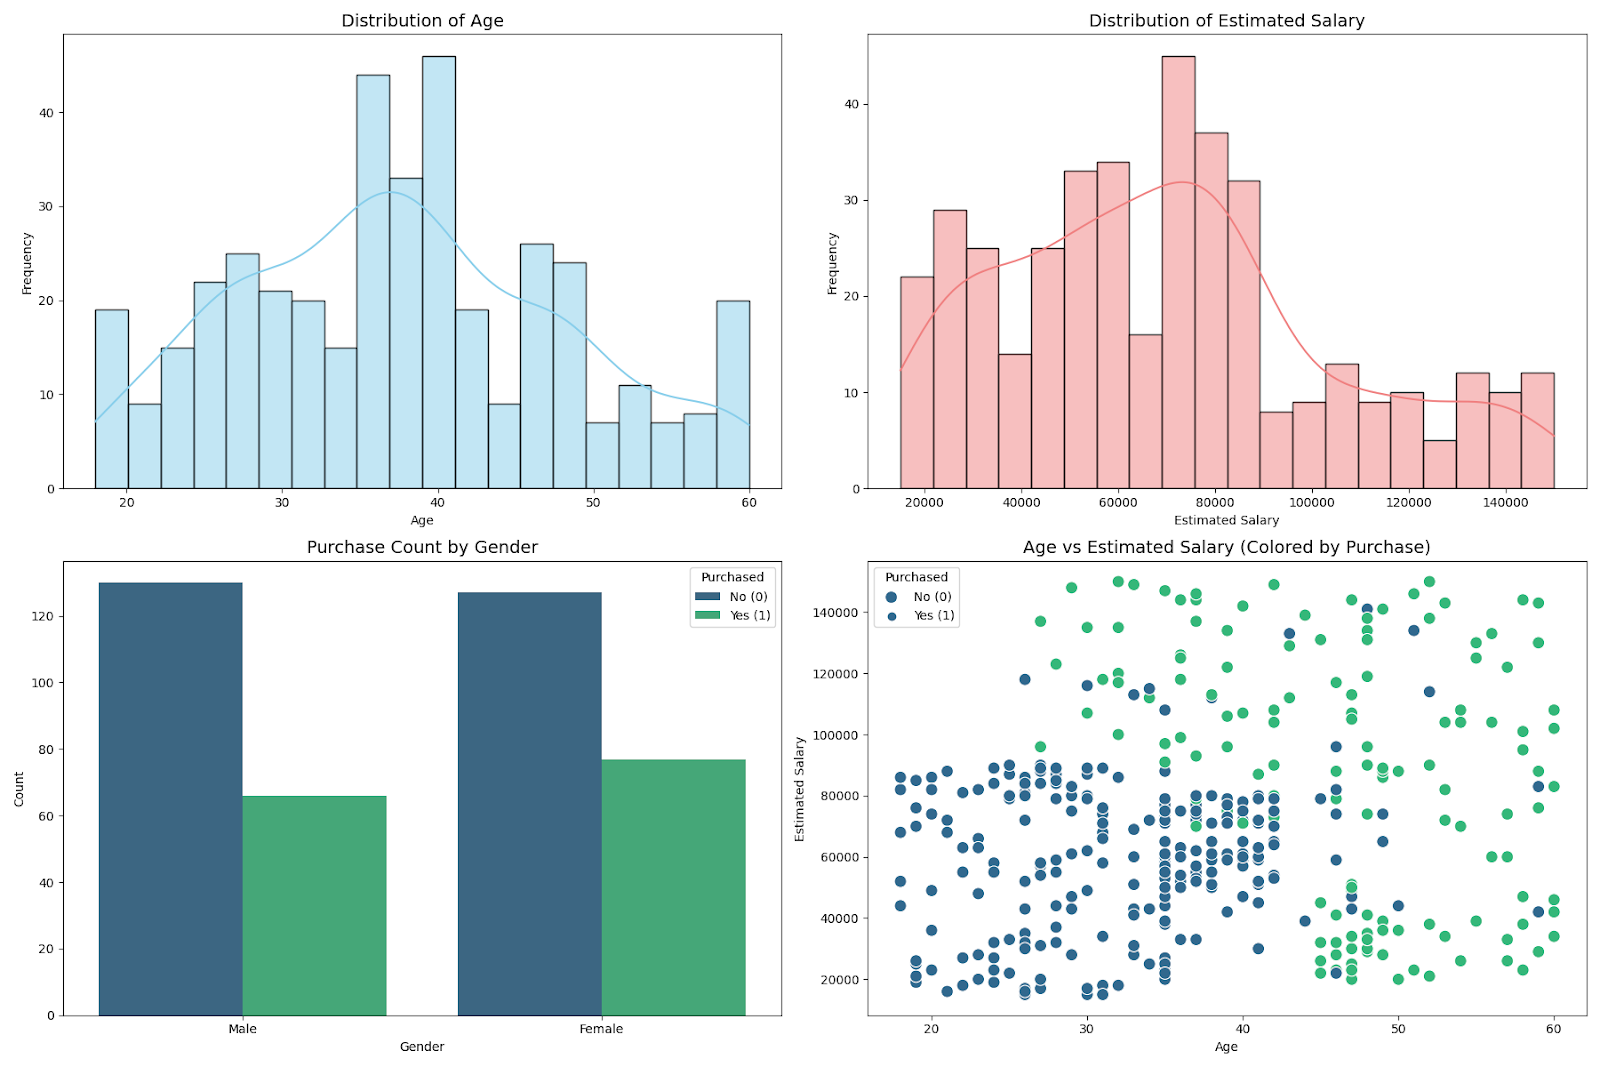 Distribution of Age
Frequency
40
30
20
10
0
20 30 40 50 60
Age
Distribution of Estimated Salary
Frequency
40
30
20
10
0
20000 40000 60000 80000 100000 120000 140000
Estimated Salary
Purchase Count by Gender
Count
120
100
80
60
40
20
0
Purchased
No (0)
Yes (1)
Male Female
Gender
Age vs Estimated Salary (Colored by Purchase)
Estimated Salary
140000
120000
100000
80000
60000
40000
20000
Purchased
No (0)
Yes (1)
20 30 40 50 60
Age